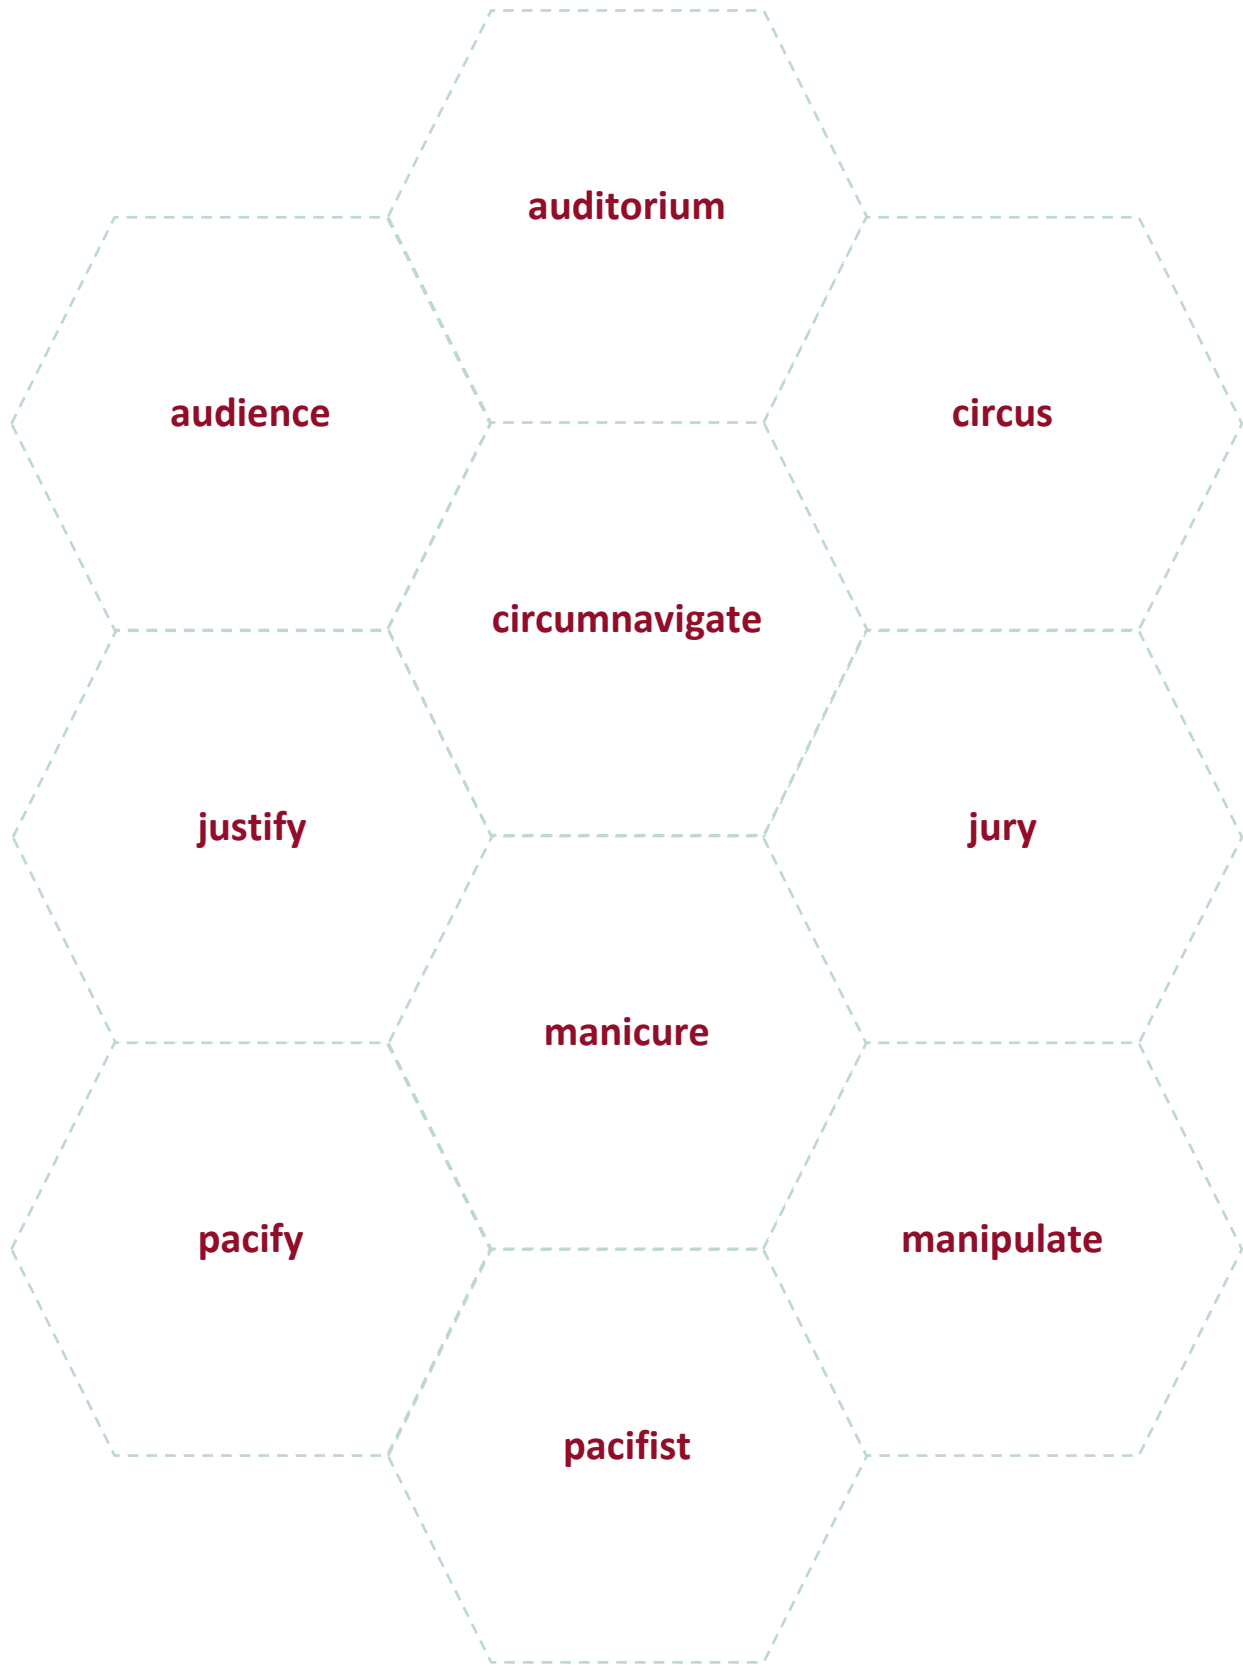 auditorium
audience
circus
circumnavigate
justify
jury
manicure
pacify
manipulate
pacifist